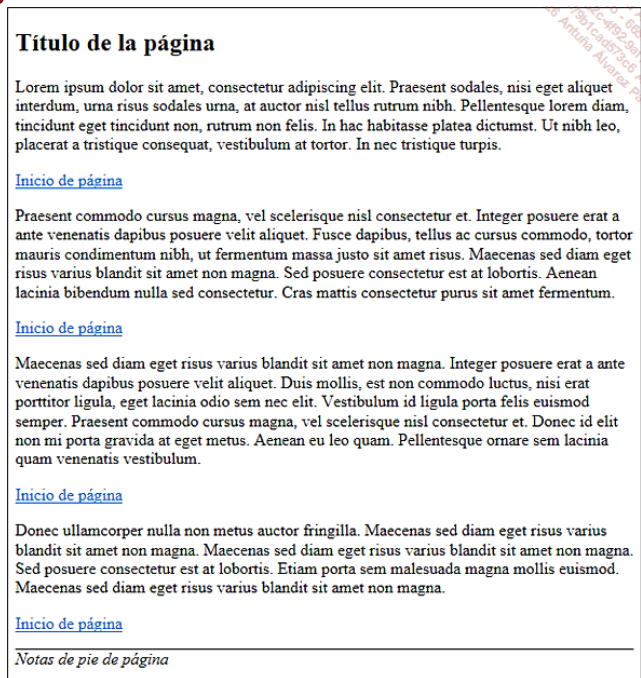 Título de la página
Lorem ipsum dolor sit amet, consectetur adipiscing elit. Praesent sodales, nisi eget aliquet
interdum, urna risus sodales urna, at auctor nisl tellus rutrum nibh. Pellentesque lorem diam,
tincidunt eget tincidunt non, rutrum non felis. In hac habitasse platea dictumst. Ut nibh leo,
placerat a tristique consequat, vestibulum at tortor. In nec tristique turpis.
Inicio de página
Praesent commodo cursus magna, vel scelerisque nisl consectetur et. Integer posuere erat a
ante venenatis dapibus posuere velit aliquet. Fusce dapibus, tellus ac cursus commodo, tortor
mauris condimentum nibh, ut fermentum massa justo sit amet risus. Maecenas sed diam eget
risus varius blandit sit amet non magna. Sed posuere consectetur est at lobortis. Aenean
lacinia bibendum nulla sed consectetur. Cras mattis consectetur purus sit amet fermentum.
Inicio de página
Maecenas sed diam eget risus varius blandit sit amet non magna. Integer posuere erat a ante
venenatis dapibus posuere velit aliquet. Duis mollis, est non commodo luctus, nisi erat
porttitor ligula, eget lacinia odio sem nec elit. Vestibulum id ligula porta felis euismod
semper. Praesent commodo cursus magna, vel scelerisque nisl consectetur et. Donec id elit
non mi porta gravida at eget metus. Aenean eu leo quam. Pellentesque ornare sem lacinia
quam venenatis vestibulum.
Inicio de página
Donec ullamcorper nulla non metus auctor fringilla. Maecenas sed diam eget risus varius
blandit sit amet non magna. Maecenas sed diam eget risus varius blandit sit amet non magna.
Sed posuere consectetur est at lobortis. Etiam porta sem malesuada magna mollis euismod.
Maecenas sed diam eget risus varius blandit sit amet non magna.
Inicio de página
Notas de pie de página